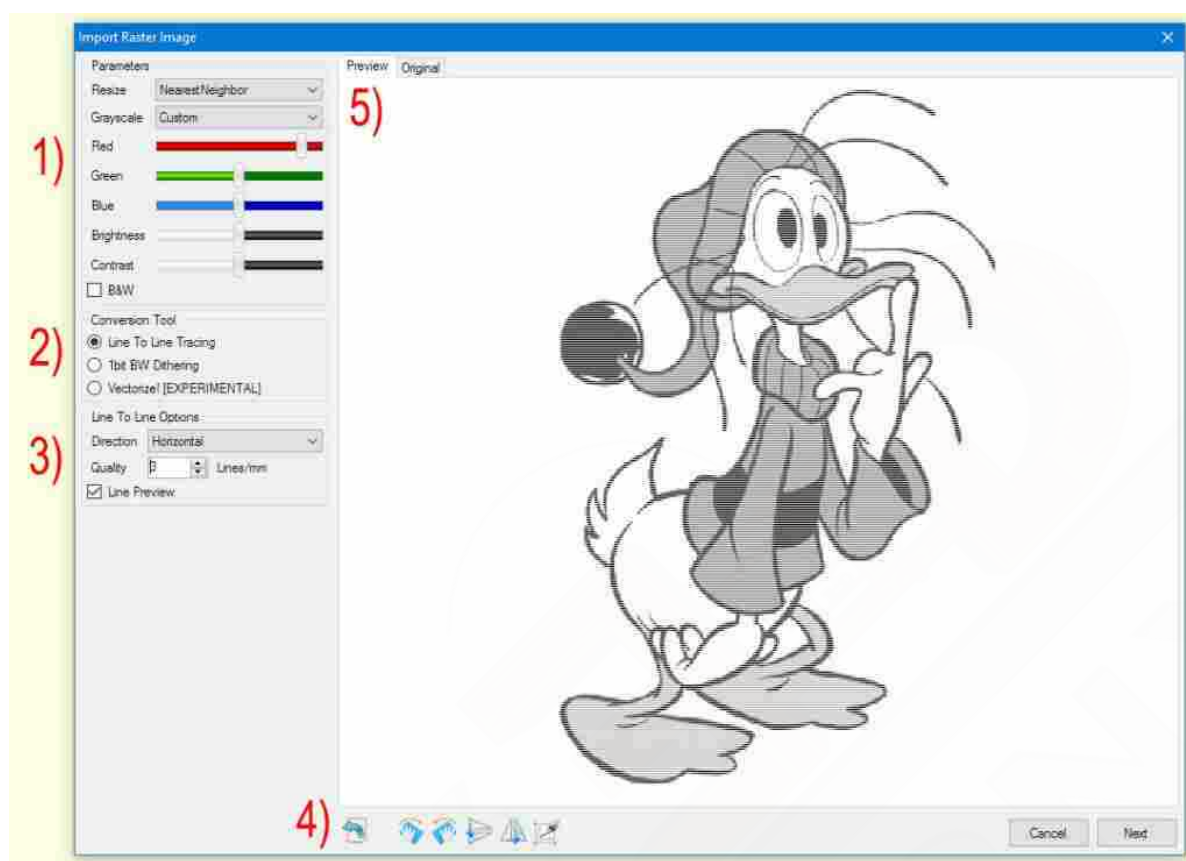 Import Raster Image
Parameters
Resize NearestNeighbor
Grayscale Custom
1) Red
Green
Blue
Brightness
Contrast
B&W
Conversion Tool
2) Line To Line Tracing
1bit BW Dithering
Vectorize! [EXPERIMENTAL]
Line To Line Options
Direction Horizontal
3) Quality 3 Lines/mm
Line Preview
Preview Original
5)
4)
Cancel Next